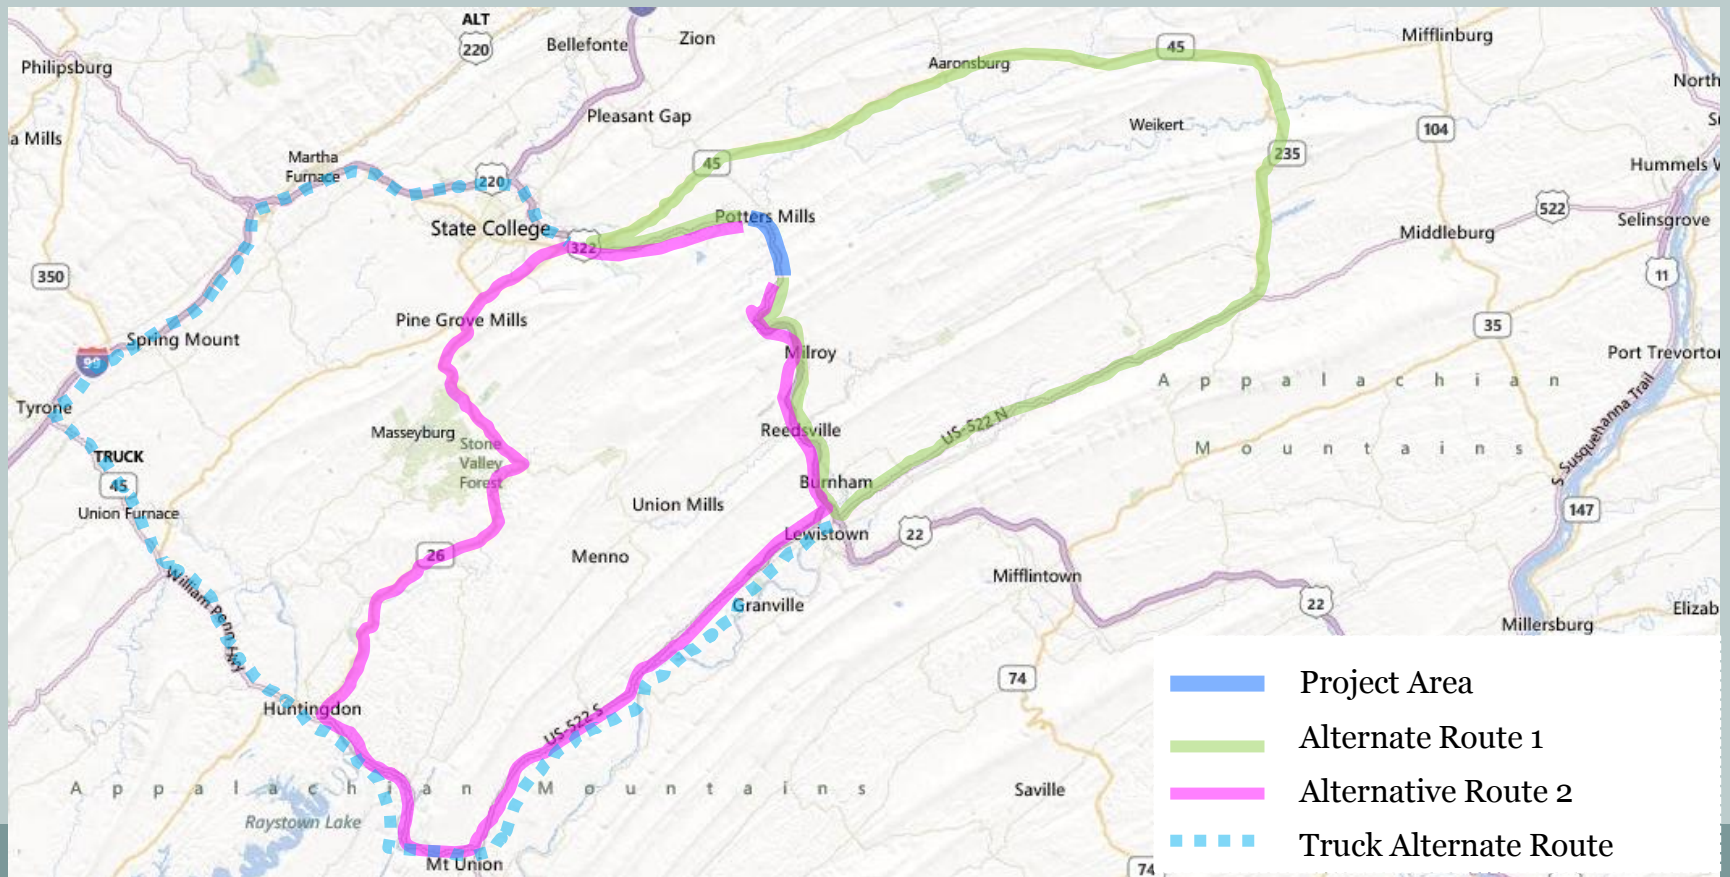 ALT
220
Bellefonte
Zion
Mifflinburg
Philipsburg
Aaronsburg
45
North
Pleasant Gap
a Mills
Weikert
104
Martha
Furnace
45
235
220
Hummels
522
State College
Potters Mills
Selinsgrove
322
Middleburg
350
11
Pine Grove Mills
Spring Mount
35
99
Milroy
Port Trevorto
Appalachian
Mountains
Tyrone
Masseyburg
Stone
Valley
Forest
Reedsville
US-522 N
S Susquehanna Trail
TRUCK
45
Union Furnace
Burnham
Union Mills
147
Lewistown
22
26
Menno
Mifflintown
William Penn Hwy
Granville
22
Elizab
Millersburg
74
Huntingdon
US-522 S
Appalachian Mountains
Saville
Raystown Lake
Mt Union
74
Project Area
Alternate Route 1
Alternative Route 2
Truck Alternate Route